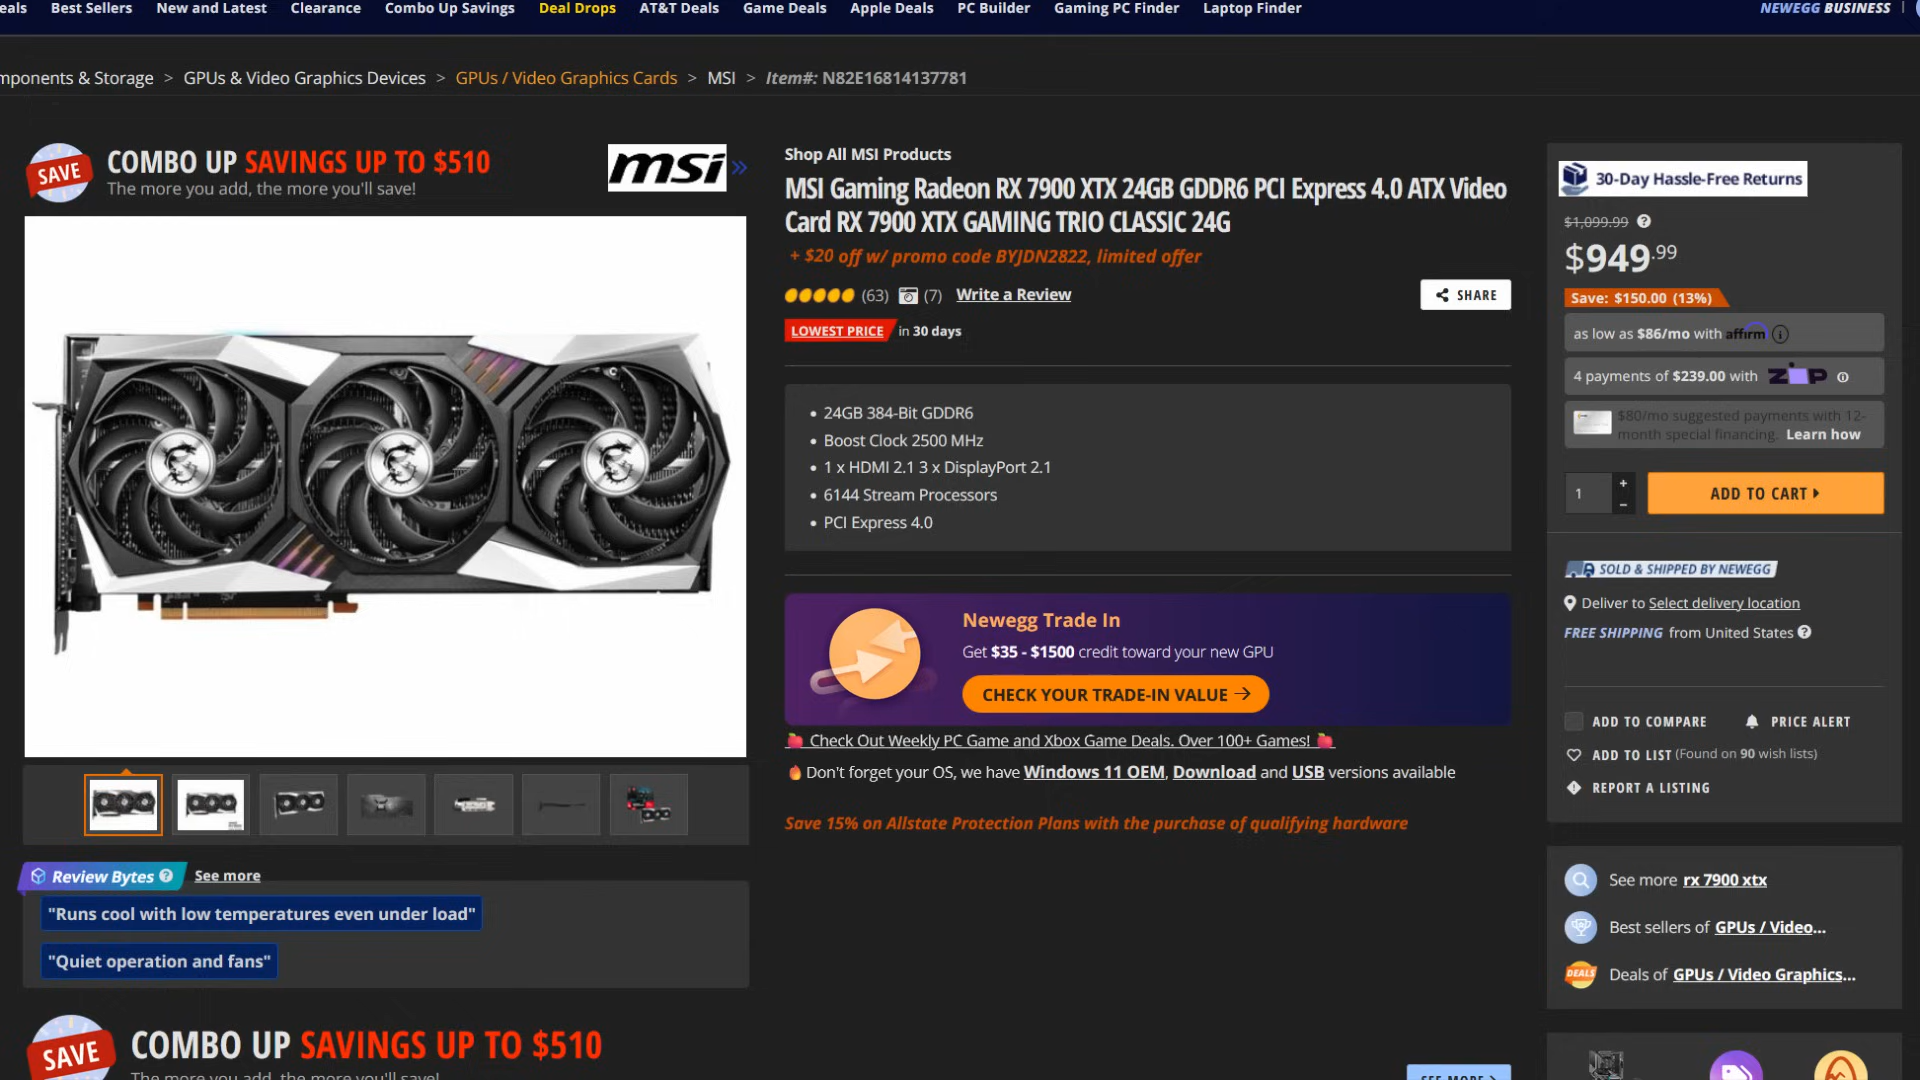 eals Best Sellers New and Latest Clearance Combo Up Savings Deal Drops AT&T Deals Game Deals Apple Deals PC Builder Gaming PC Finder Laptop Finder NEWEGG BUSINESS
mponents & Storage > GPUs & Video Graphics Devices > GPUs / Video Graphics Cards > MSI > Item#: N82E16814137781
SAVE
COMBO UP SAVINGS UP TO $510
The more you add, the more you'll save!
msi
Shop All MSI Products
MSI Gaming Radeon RX 7900 XTX 24GB GDDR6 PCI Express 4.0 ATX Video
Card RX 7900 XTX GAMING TRIO CLASSIC 24G
+ $20 off w/ promo code BYJDN2822, limited offer
(63) (7) Write a Review
SHARE
LOWEST PRICE in 30 days
• 24GB 384-Bit GDDR6
• Boost Clock 2500 MHz
• 1 x HDMI 2.1 3 x DisplayPort 2.1
• 6144 Stream Processors
• PCI Express 4.0
Newegg Trade In
Get $35 - $1500 credit toward your new GPU
CHECK YOUR TRADE-IN VALUE
Check Out Weekly PC Game and Xbox Game Deals. Over 100+ Games!
Don't forget your OS, we have Windows 11 OEM, Download and USB versions available
Save 15% on Allstate Protection Plans with the purchase of qualifying hardware
Review Bytes ? See more
"Runs cool with low temperatures even under load"
"Quiet operation and fans"
SAVE
COMBO UP SAVINGS UP TO $510
The more you add, the more you'll save!
SEE MORE
30-Day Hassle-Free Returns
$1,099.99 ?
$949.99
Save: $150.00 (13%)
as low as $86/mo with affirm
4 payments of $239.00 with ZIP
$80/mo suggested payments with 12-
month special financing. Learn how
1 + -
ADD TO CART
SOLD & SHIPPED BY NEWEGG
Deliver to Select delivery location
FREE SHIPPING from United States ?
ADD TO COMPARE PRICE ALERT
ADD TO LIST (Found on 90 wish lists)
REPORT A LISTING
See more rx 7900 xtx
Best sellers of GPUs / Video...
DEALS
Deals of GPUs / Video Graphics...